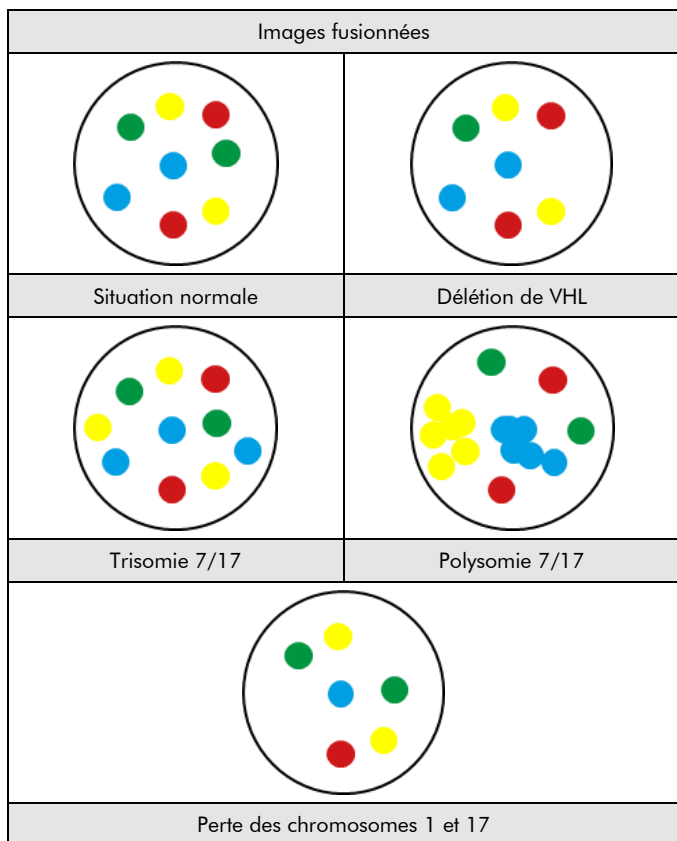 Images fusionnées
Situation normale
Délétion de VHL
Trisomie 7/17
Polysomie 7/17
Perte des chromosomes 1 et 17